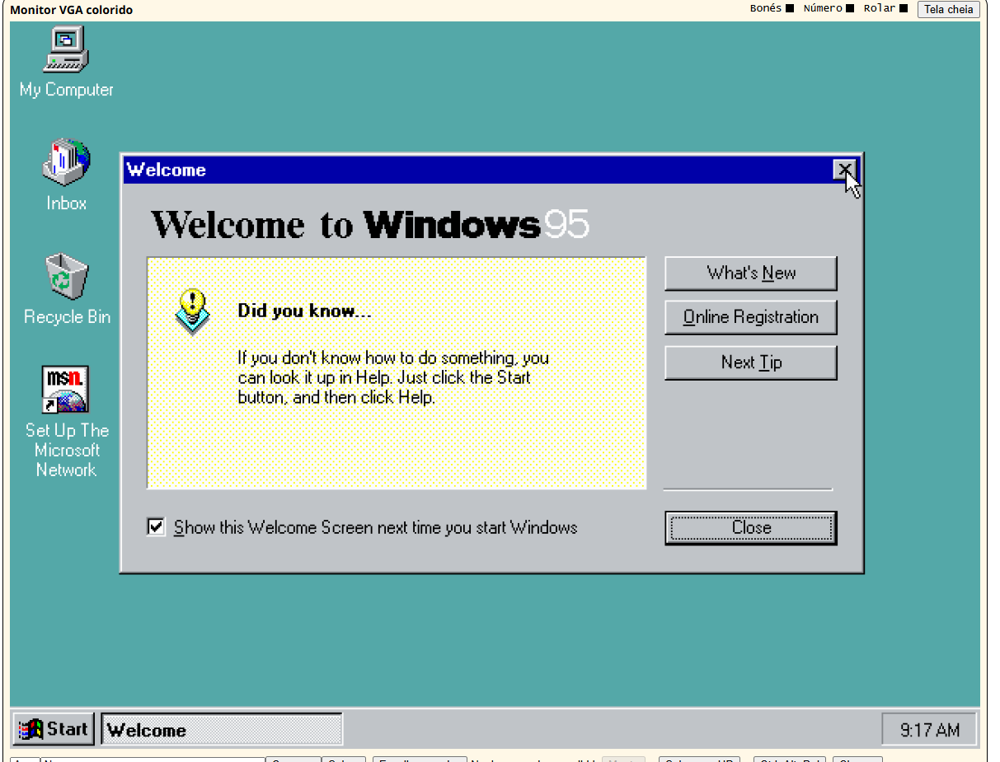 Monitor VGA colorido
Bonés Número Rolar Tela cheia
My Computer
Inbox
Recycle Bin
msn.
Set Up The
Microsoft
Network
Welcome
Welcome to Windows 95
Did you know...
If you don't know how to do something, you
can look it up in Help. Just click the Start
button, and then click Help.
What's New
Online Registration
Next Tip
Show this Welcome Screen next time you start Windows
Close
Start
Welcome
9:17 AM